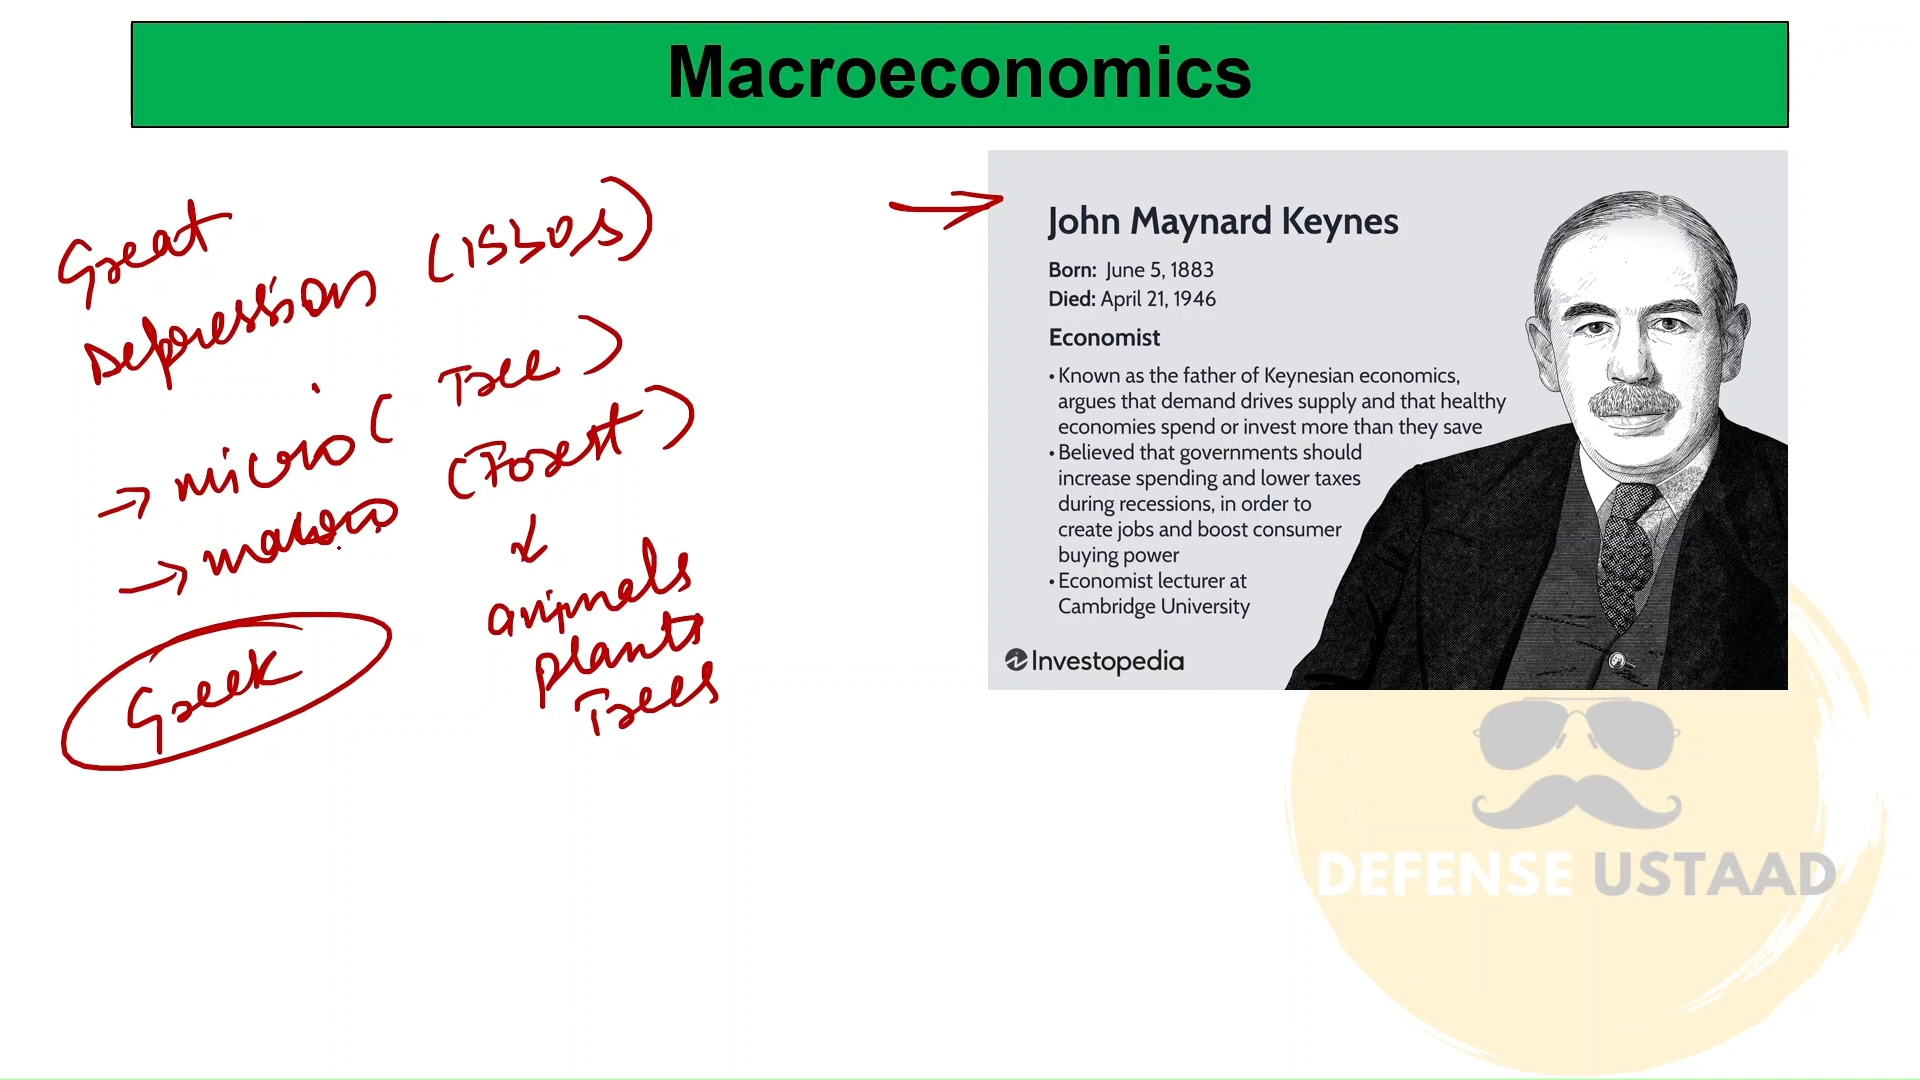 Macroeconomics
Great
Depression (1930s)
→ micro ( Tree )
→ macro (Forest)
animals
plants
Trees
Greek
John Maynard Keynes
Born: June 5, 1883
Died: April 21, 1946
Economist
• Known as the father of Keynesian economics,
argues that demand drives supply and that healthy
economies spend or invest more than they save
• Believed that governments should
increase spending and lower taxes
during recessions, in order to
create jobs and boost consumer
buying power
• Economist lecturer at
Cambridge University
Investopedia
DEFENSE USTAAD